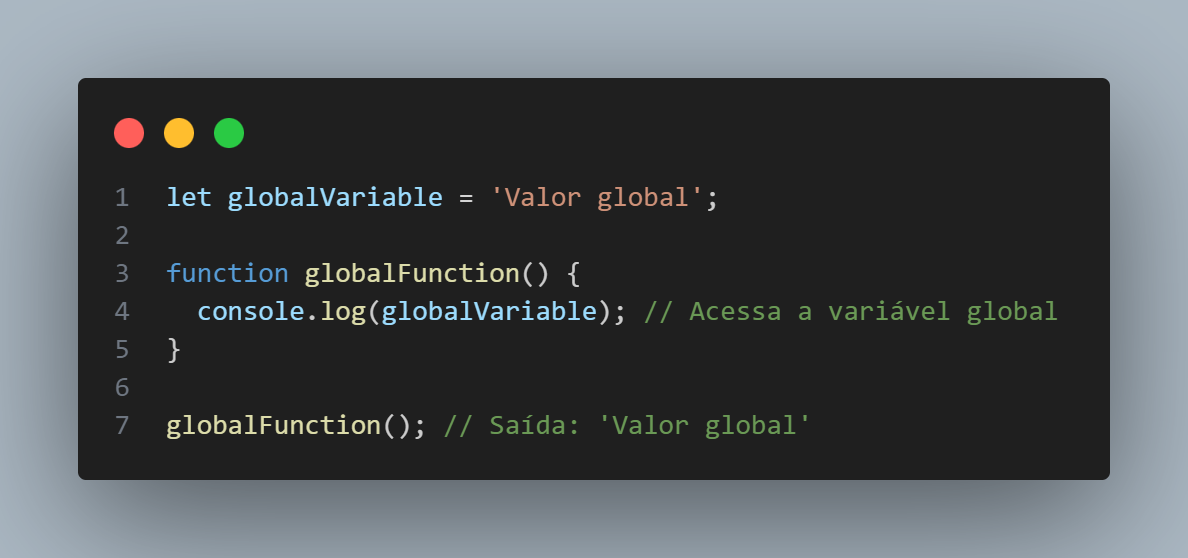 1 let globalVariable = 'Valor global';
2
3 function globalFunction() {
4   console.log(globalVariable); // Acessa a variável global
5 }
6
7 globalFunction(); // Saída: 'Valor global'